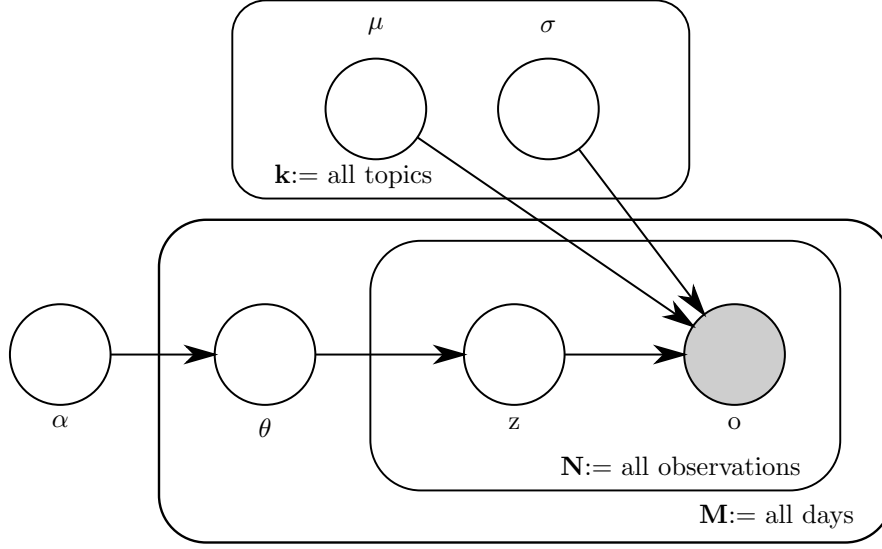 μ σ
k:= all topics
α θ z o
N:= all observations
M:= all days